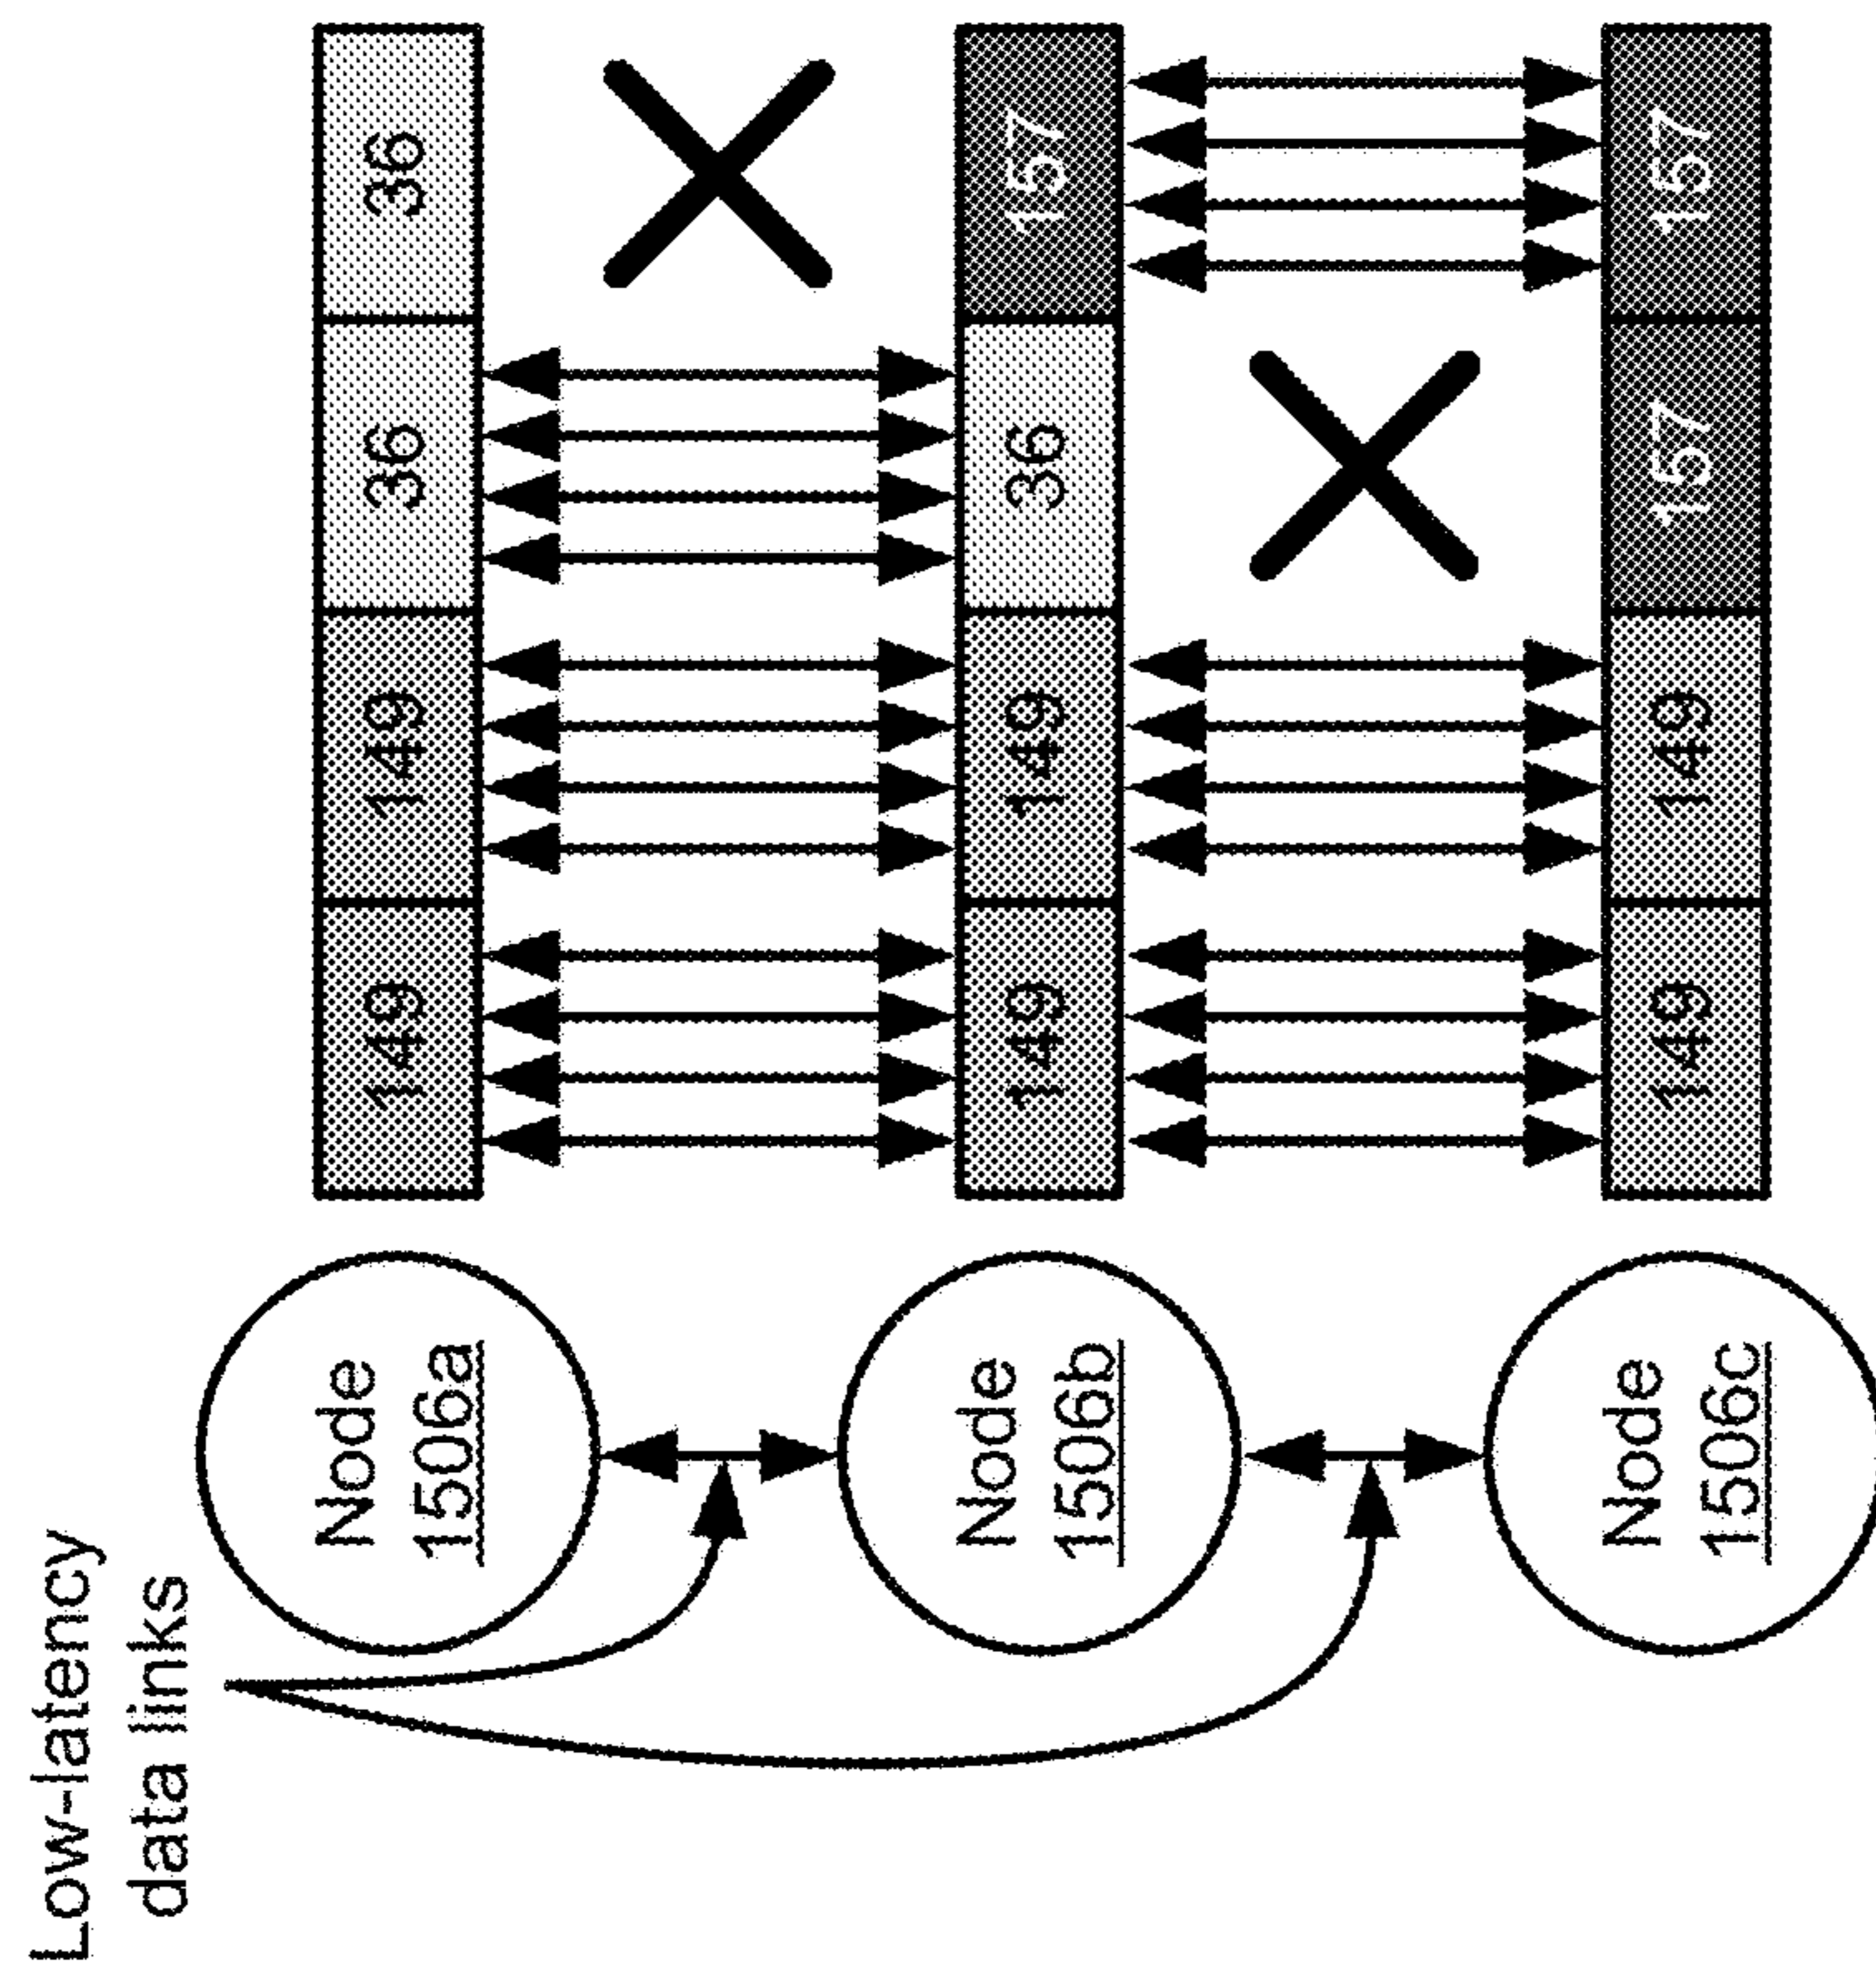 Low-latency
data links
Node
1506a
149 149 36 36
Node
1506b
149 149 36 157
Node
1506c
149 149 157 157